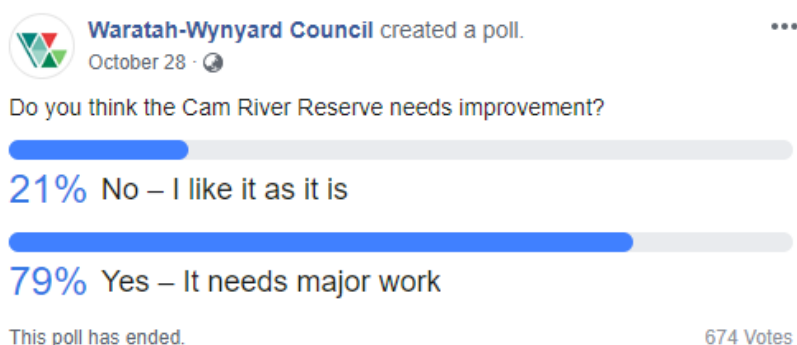 Waratah-Wynyard Council created a poll.
October 28 ·
Do you think the Cam River Reserve needs improvement?
21% No – I like it as it is
79% Yes – It needs major work
This poll has ended.
674 Votes